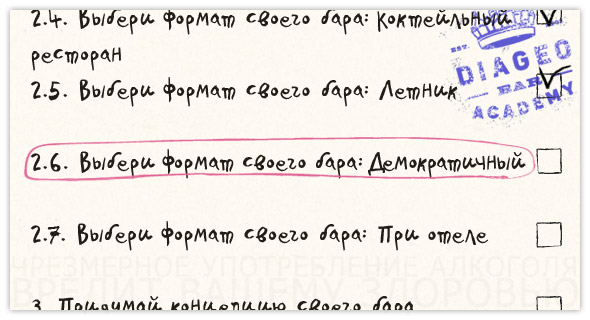 2.4. Выбери формат своего бара: Коктейльный
ресторан
2.5. Выбери формат своего бара: Летник
DIAGEO
BAR
ACADEMY
2.6. Выбери формат своего бара: Демократичный
2.7. Выбери формат своего бара: При отеле
ЧРЕЗМЕРНОЕ УПОТРЕБЛЕНИЕ АЛКОГОЛЯ
ВРЕДИТ ВАШЕМУ ЗДОРОВЬЮ
3. Придумай концепцию своего бара